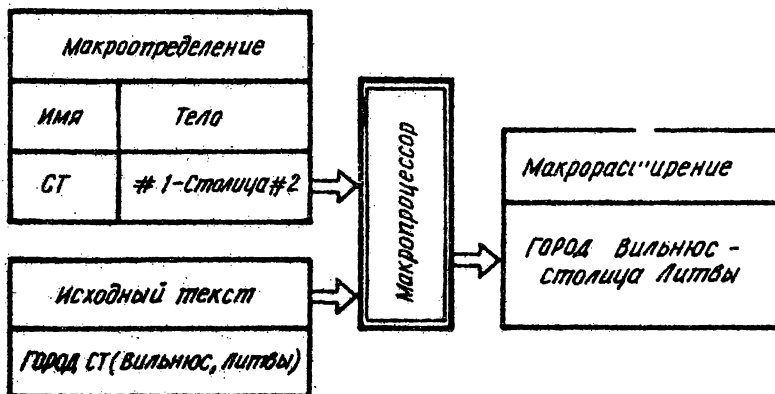 Макроопределение
Имя Тело
СТ #1-Столица#2
Исходный текст
ГОРОД СТ(Вильнюс, Литвы)
Макропроцессор
Макрорасширение
ГОРОД Вильнюс -
столица Литвы